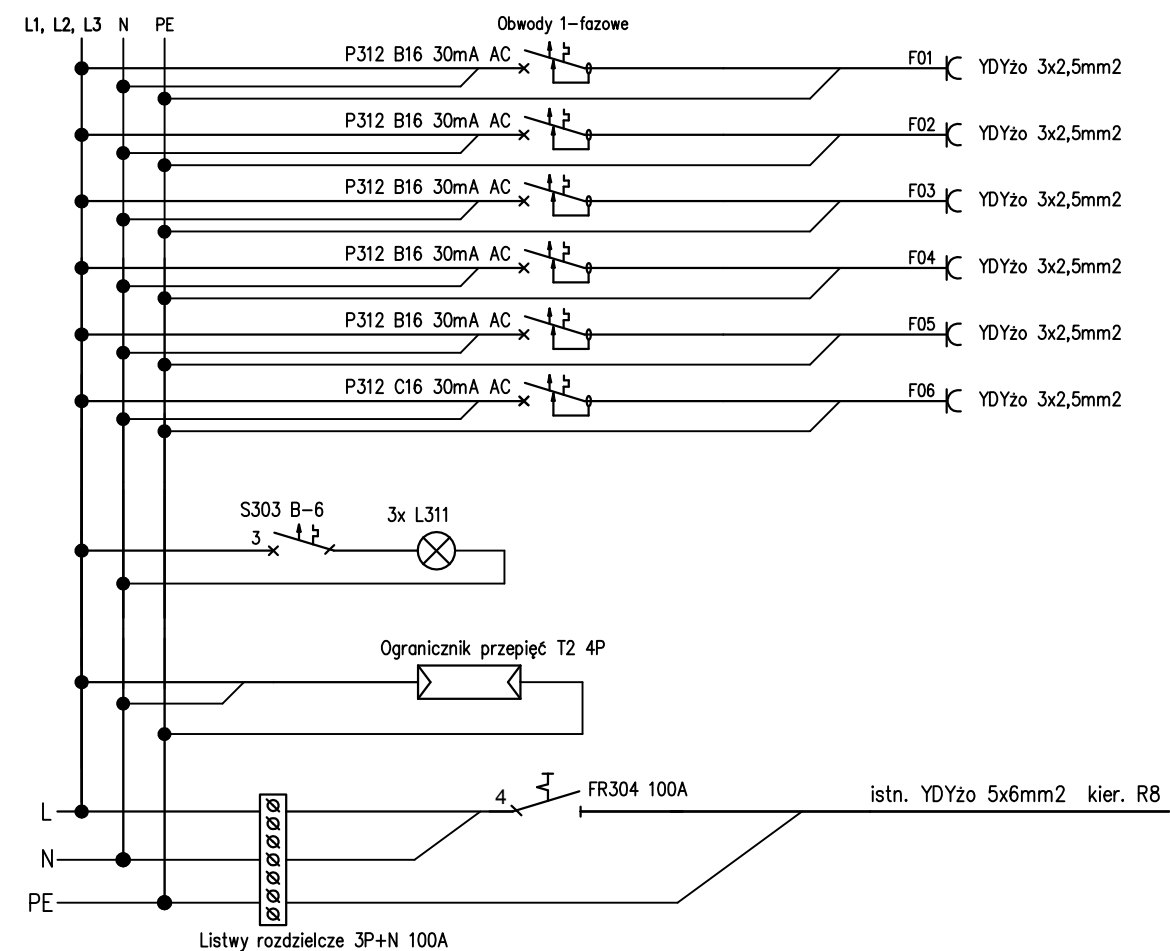 L1, L2, L3 N PE
Obwody 1-fazowe
P312 B16 30mA AC F01 YDYżo 3x2,5mm2
P312 B16 30mA AC F02 YDYżo 3x2,5mm2
P312 B16 30mA AC F03 YDYżo 3x2,5mm2
P312 B16 30mA AC F04 YDYżo 3x2,5mm2
P312 B16 30mA AC F05 YDYżo 3x2,5mm2
P312 C16 30mA AC F06 YDYżo 3x2,5mm2
S303 B-6 3x L311
3
Ogranicznik przepięć T2 4P
L 4 FR304 100A istn. YDYżo 5x6mm2 kier. R8
N
PE
Listwy rozdzielcze 3P+N 100A